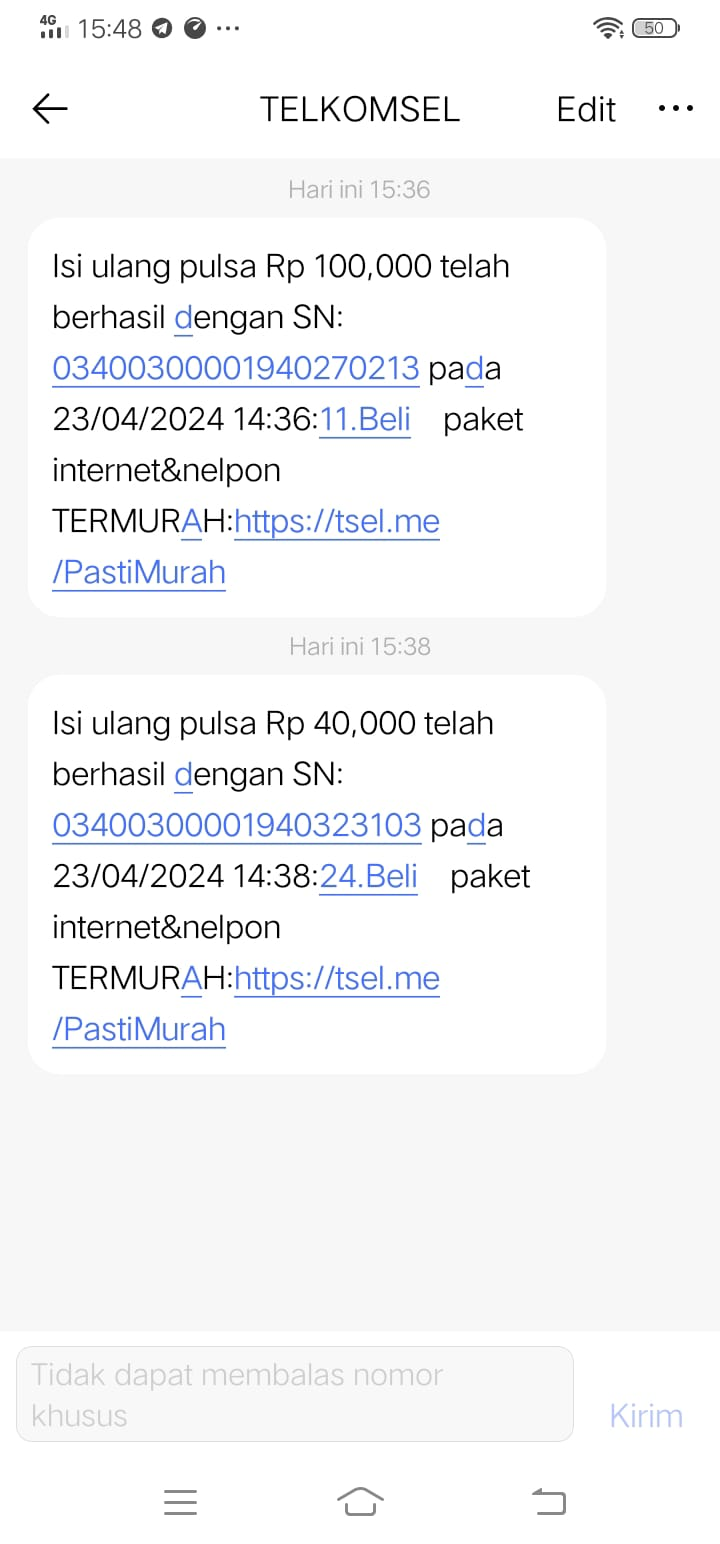 4G 15:48 ... 50
TELKOMSEL Edit ...
Hari ini 15:36
Isi ulang pulsa Rp 100,000 telah
berhasil dengan SN:
03400300001940270213 pada
23/04/2024 14:36:11.Beli paket
internet&nelpon
TERMURAH:https://tsel.me
/PastiMurah
Hari ini 15:38
Isi ulang pulsa Rp 40,000 telah
berhasil dengan SN:
03400300001940323103 pada
23/04/2024 14:38:24.Beli paket
internet&nelpon
TERMURAH:https://tsel.me
/PastiMurah
Tidak dapat membalas nomor
khusus
Kirim